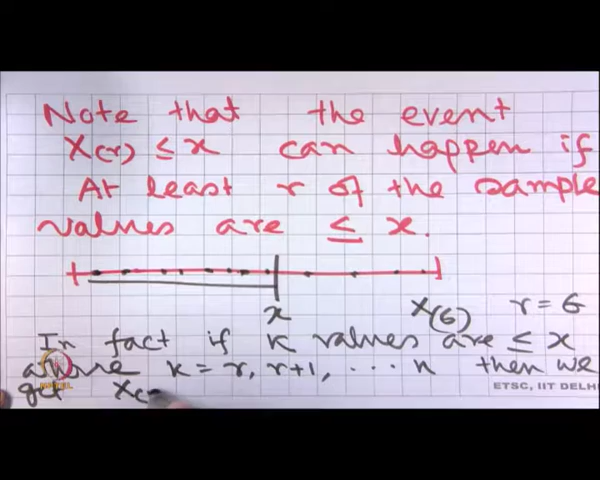 Note that the event
X(r) ≤ x can happen if
At least r of the sample
values are ≤ x.
x
X(6) r = 6
In fact if k values are ≤ x
where k = r, r+1, ... n then we
ETSC, IIT DELH
get X(r